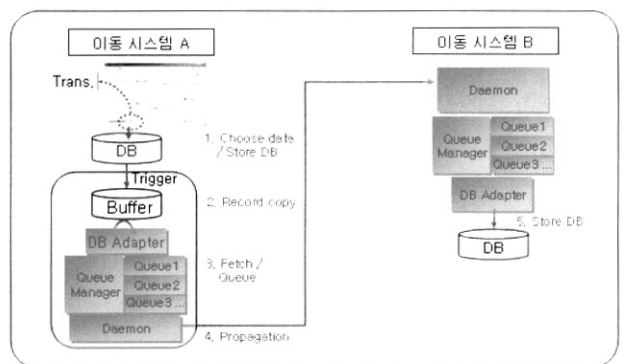 이동 시스템 A
Trans.
DB
1. Choose data
/ Store DB
Trigger
Buffer
2. Record copy
DB Adapter
Queue
Manager
Queue1
Queue2
Queue3 ...
3. Fetch /
Queue
Daemon
4. Propagation
이동 시스템 B
Daemon
Queue
Manager
Queue1
Queue2
Queue3 ...
DB Adapter
5. Store DB
DB